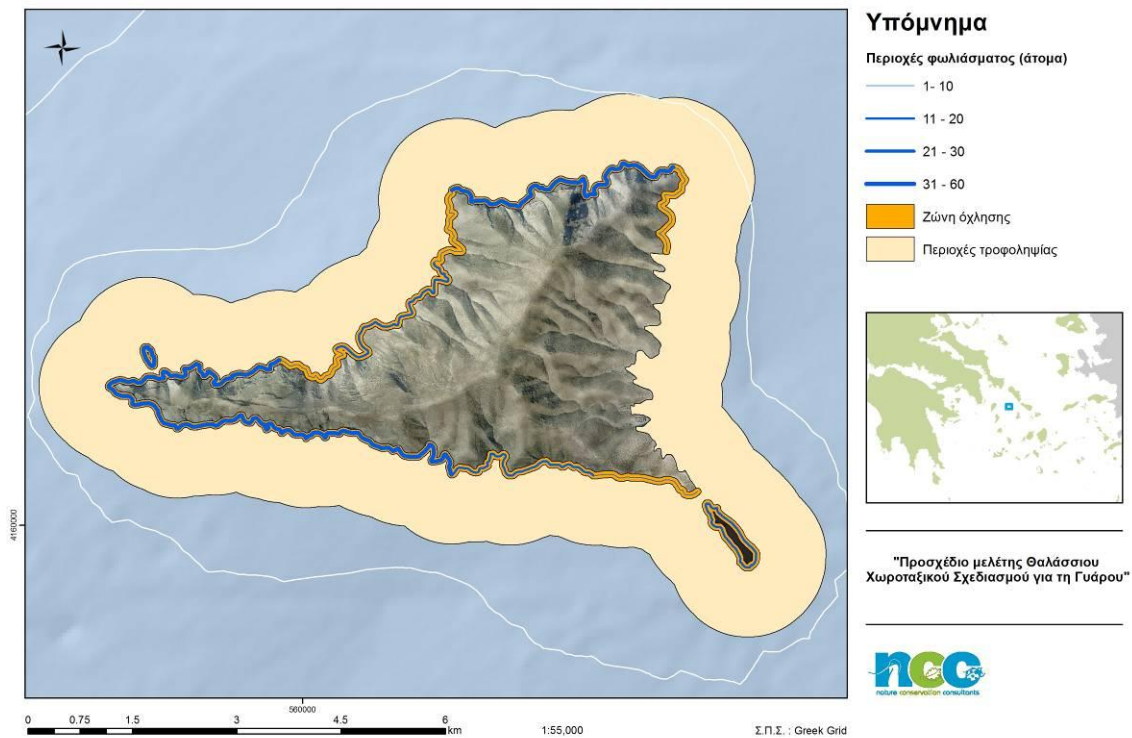 Υπόμνημα
Περιοχές φωλιάσματος (άτομα)
1- 10
11 - 20
21 - 30
31 - 60
Ζώνη όχλησης
Περιοχές τροφοληψίας
"Προσχέδιο μελέτης Θαλάσσιου
Χωροταξικού Σχεδιασμού για τη Γυάρου"
ncc
nature conservation consultants
4160000
560000
0 0.75 1.5 3 4.5 6 km
1:55,000
Σ.Π.Σ. : Greek Grid